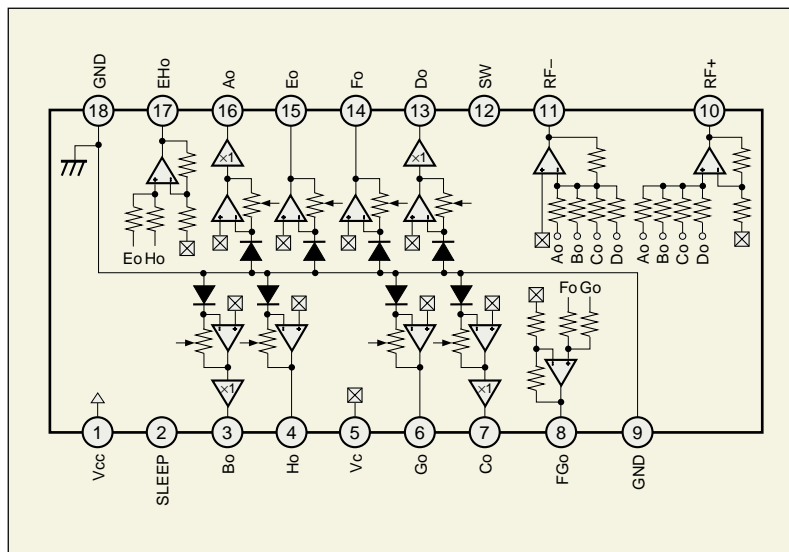 GND EHo Ao Eo Fo Do SW RF− RF+
18 17 16 15 14 13 12 11 10
×1 ×1
Eo Ho
Ao Bo Co Do Ao Bo Co Do
Fo Go
×1 ×1
1 2 3 4 5 6 7 8 9
Vcc SLEEP Bo Ho Vc Go Co FGo GND